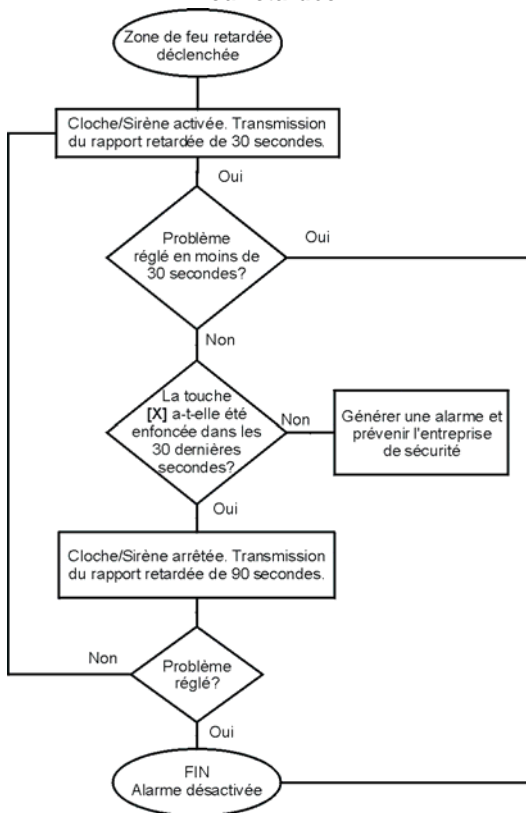 Zone de feu retardée
déclenchée
Cloche/Sirène activée. Transmission
du rapport retardée de 30 secondes.
Oui
Problème
réglé en moins de
30 secondes?
Oui
Non
La touche
[X] a-t-elle été
enfoncée dans les
30 dernières
secondes?
Non
Générer une alarme et
prévenir l'entreprise
de sécurité
Oui
Cloche/Sirène arrêtée. Transmission
du rapport retardée de 90 secondes.
Non
Problème
réglé?
Oui
FIN
Alarme désactivée